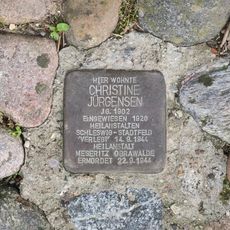 HIER WOHNTE
CHRISTINE
JÜRGENSEN
JG. 1902
EINGEWIESEN 1920
HEILANSTALTEN
SCHLESWIG-STADTFELD
"VERLEGT" 14.9.1944
HEILANSTALT
MESERITZ OBRAWALDE
ERMORDET 22.9.1944